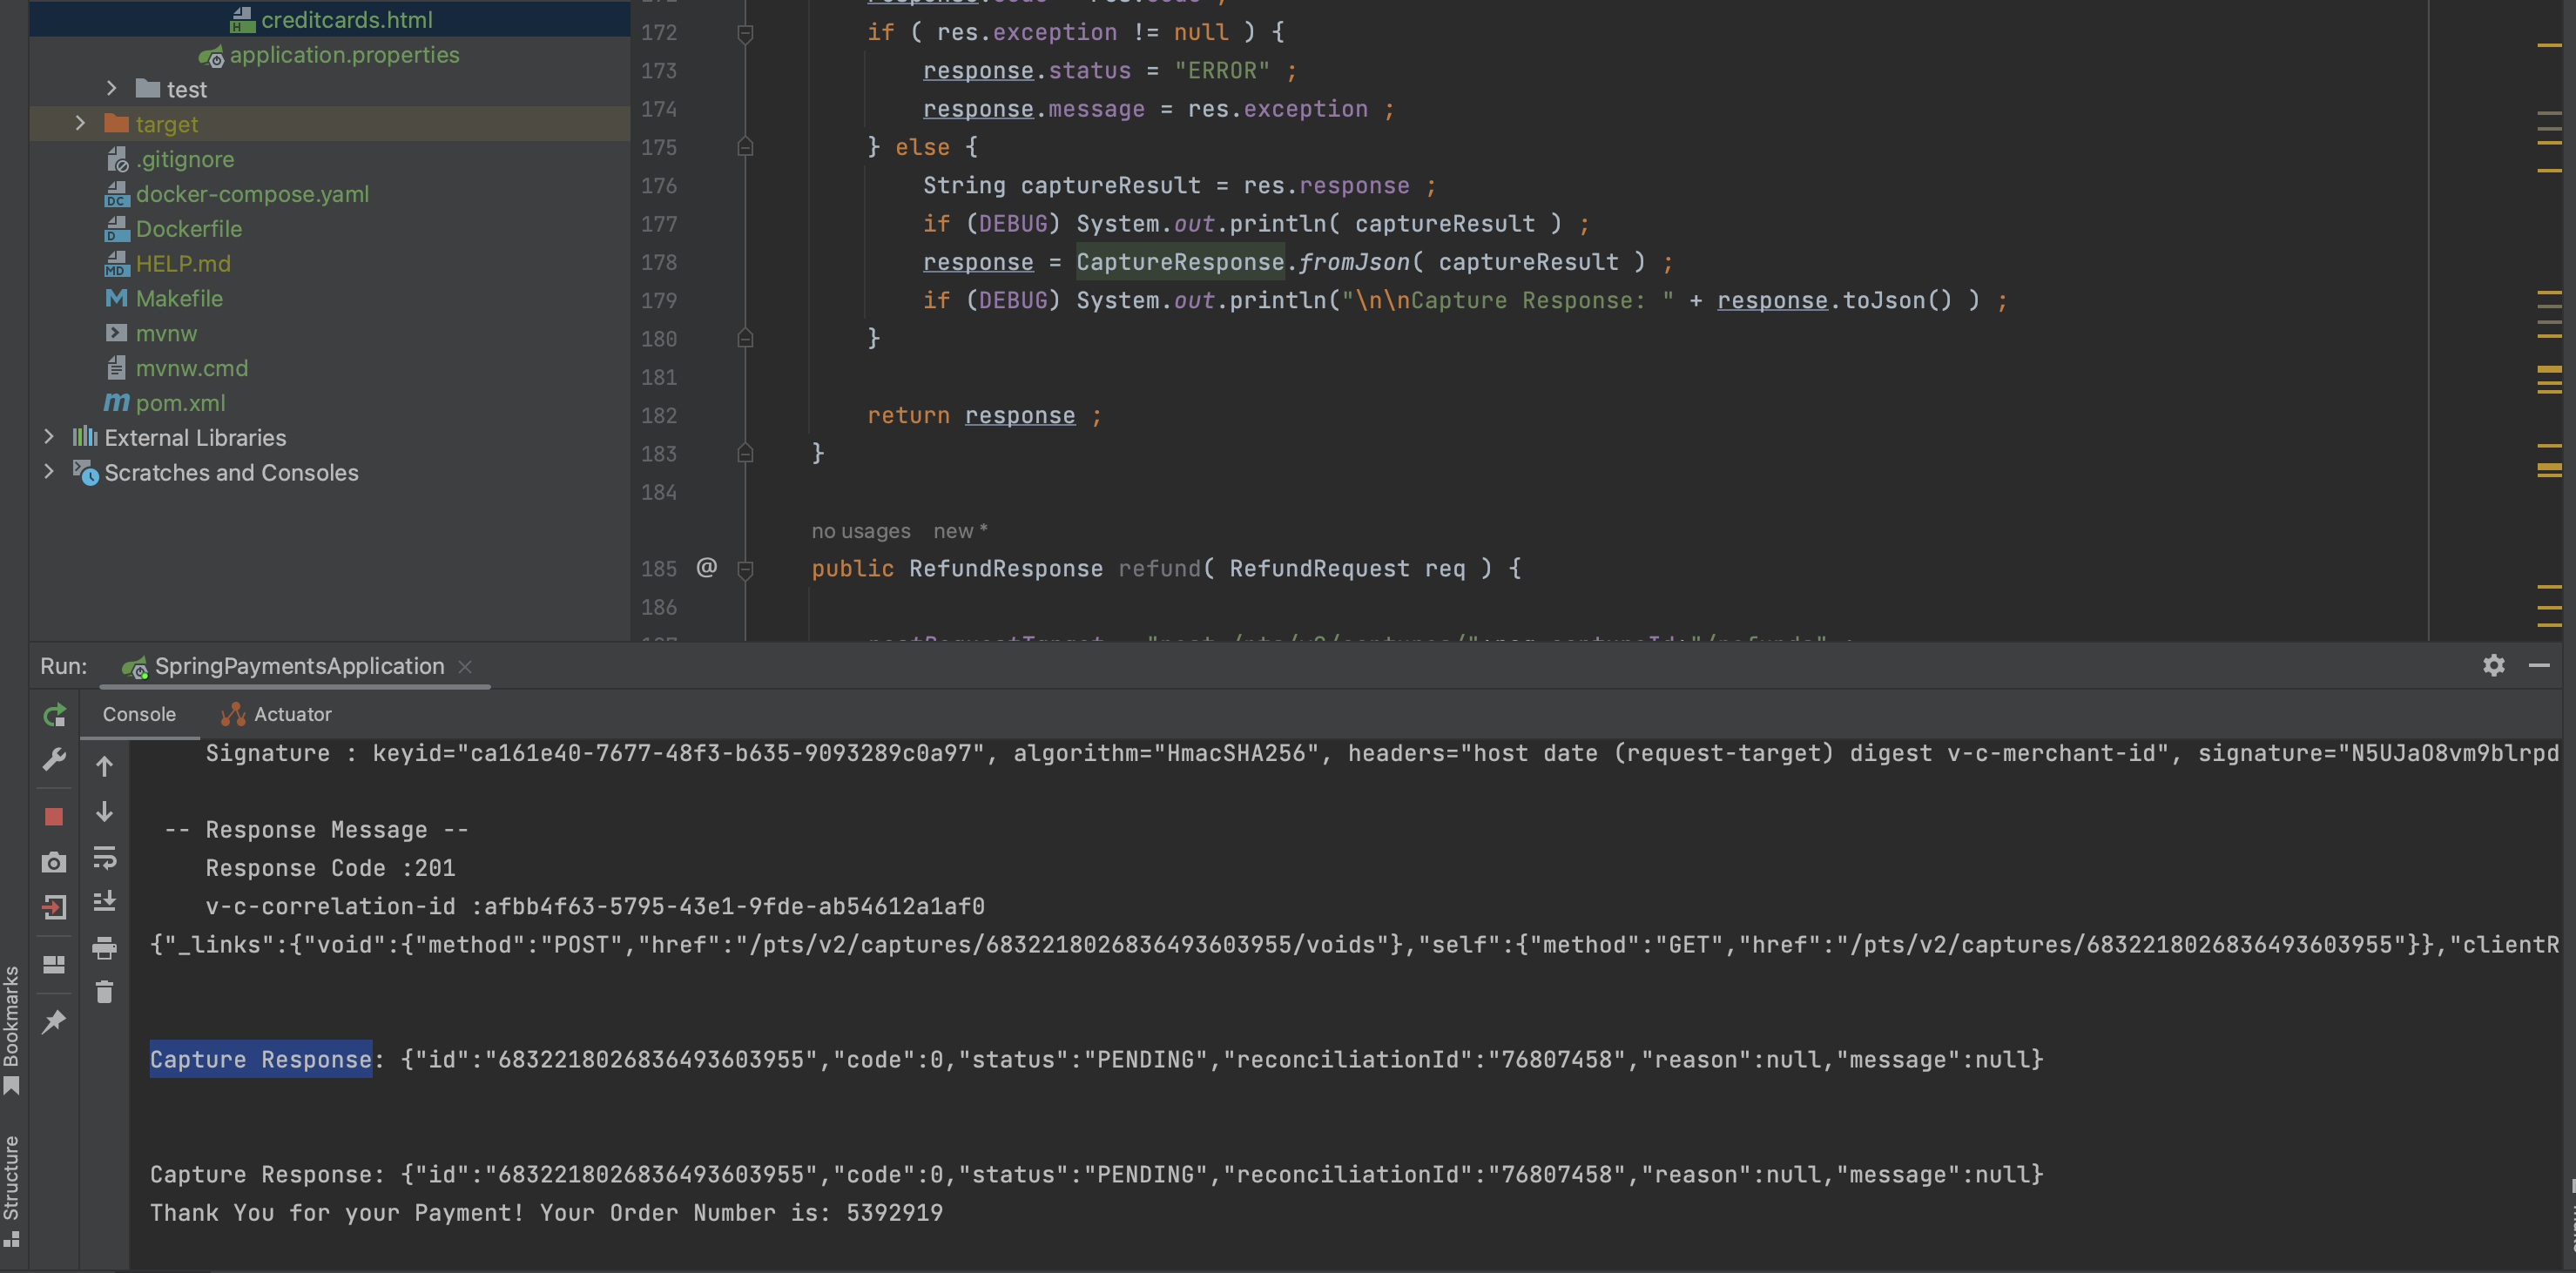 creditcards.html
application.properties
test
target
.gitignore
docker-compose.yaml
Dockerfile
HELP.md
Makefile
mvnw
mvnw.cmd
pom.xml
External Libraries
Scratches and Consoles
172 if ( res.exception != null ) {
173 response.status = "ERROR" ;
174 response.message = res.exception ;
175 } else {
176 String captureResult = res.response ;
177 if (DEBUG) System.out.println( captureResult ) ;
178 response = CaptureResponse.fromJson( captureResult ) ;
179 if (DEBUG) System.out.println("\n\nCapture Response: " + response.toJson() ) ;
180 }
181
182 return response ;
183 }
184
no usages new *
185 @ public RefundResponse refund( RefundRequest req ) {
186
Run: SpringPaymentsApplication
Console Actuator
Signature : keyid="ca161e40-7677-48f3-b635-9093289c0a97", algorithm="HmacSHA256", headers="host date (request-target) digest v-c-merchant-id", signature="N5UJaO8vm9blrpd
-- Response Message --
Response Code :201
v-c-correlation-id :afbb4f63-5795-43e1-9fde-ab54612a1af0
{"_links":{"void":{"method":"POST","href":"/pts/v2/captures/6832218026836493603955/voids"},"self":{"method":"GET","href":"/pts/v2/captures/6832218026836493603955"}},"clientR
Capture Response: {"id":"6832218026836493603955","code":0,"status":"PENDING","reconciliationId":"76807458","reason":null,"message":null}
Capture Response: {"id":"6832218026836493603955","code":0,"status":"PENDING","reconciliationId":"76807458","reason":null,"message":null}
Thank You for your Payment! Your Order Number is: 5392919
Bookmarks
Structure